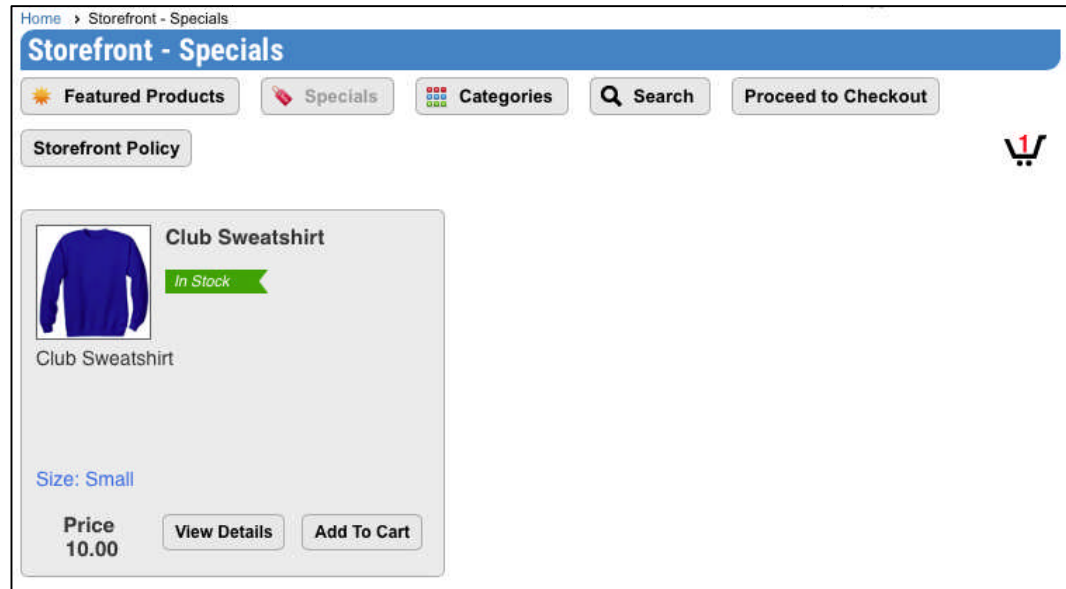 Home › Storefront - Specials
Storefront - Specials
Featured Products Specials Categories Search Proceed to Checkout
Storefront Policy 1
Club Sweatshirt
In Stock
Club Sweatshirt
Size: Small
Price View Details Add To Cart
10.00